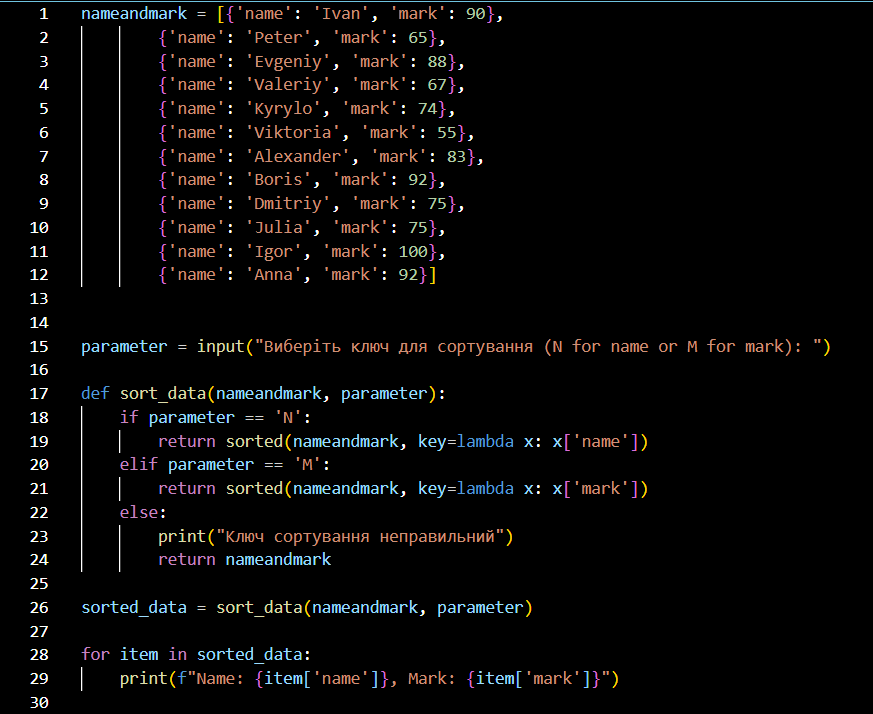 1 nameandmark = [{'name': 'Ivan', 'mark': 90},
2 {'name': 'Peter', 'mark': 65},
3 {'name': 'Evgeniy', 'mark': 88},
4 {'name': 'Valeriy', 'mark': 67},
5 {'name': 'Kyrylo', 'mark': 74},
6 {'name': 'Viktoria', 'mark': 55},
7 {'name': 'Alexander', 'mark': 83},
8 {'name': 'Boris', 'mark': 92},
9 {'name': 'Dmitriy', 'mark': 75},
10 {'name': 'Julia', 'mark': 75},
11 {'name': 'Igor', 'mark': 100},
12 {'name': 'Anna', 'mark': 92}]
13
14
15 parameter = input("Виберіть ключ для сортування (N for name or M for mark): ")
16
17 def sort_data(nameandmark, parameter):
18 if parameter == 'N':
19 return sorted(nameandmark, key=lambda x: x['name'])
20 elif parameter == 'M':
21 return sorted(nameandmark, key=lambda x: x['mark'])
22 else:
23 print("Ключ сортування неправильний")
24 return nameandmark
25
26 sorted_data = sort_data(nameandmark, parameter)
27
28 for item in sorted_data:
29 print(f"Name: {item['name']}, Mark: {item['mark']}")
30